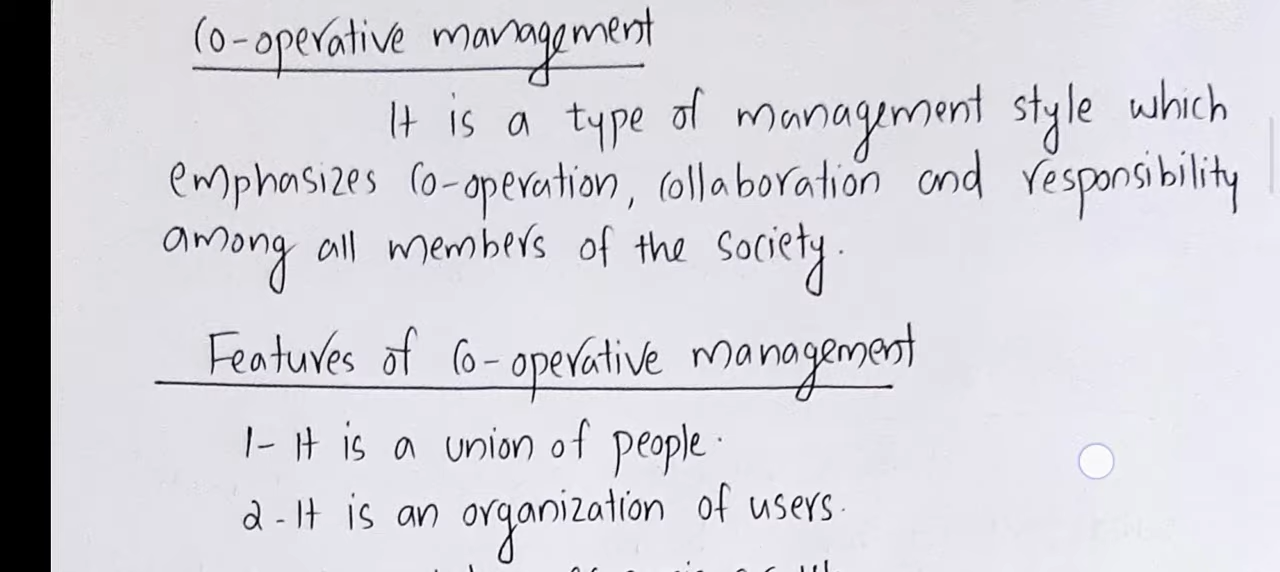 Co-operative management
It is a type of management style which
emphasizes Co-operation, collaboration and responsibility
among all members of the society.
Features of Co-operative management
1- It is a union of people.
2 - It is an organization of users.